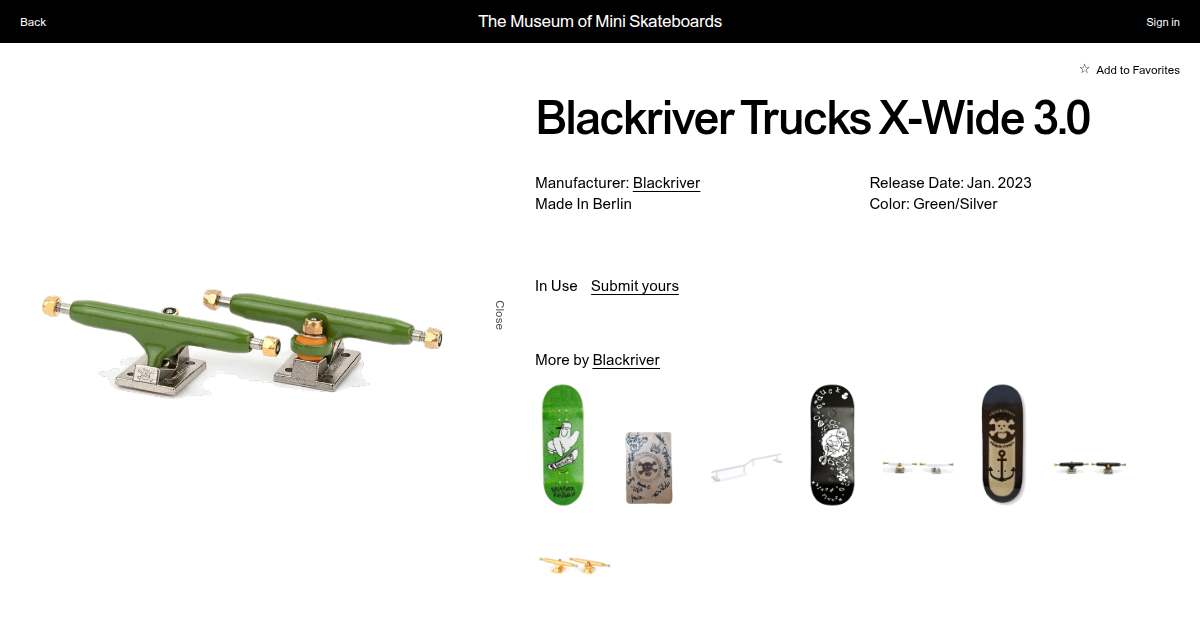 Back
The Museum of Mini Skateboards
Sign in
☆ Add to Favorites
Blackriver Trucks X-Wide 3.0
Manufacturer: Blackriver
Made In Berlin
Release Date: Jan. 2023
Color: Green/Silver
Close
In Use Submit yours
More by Blackriver